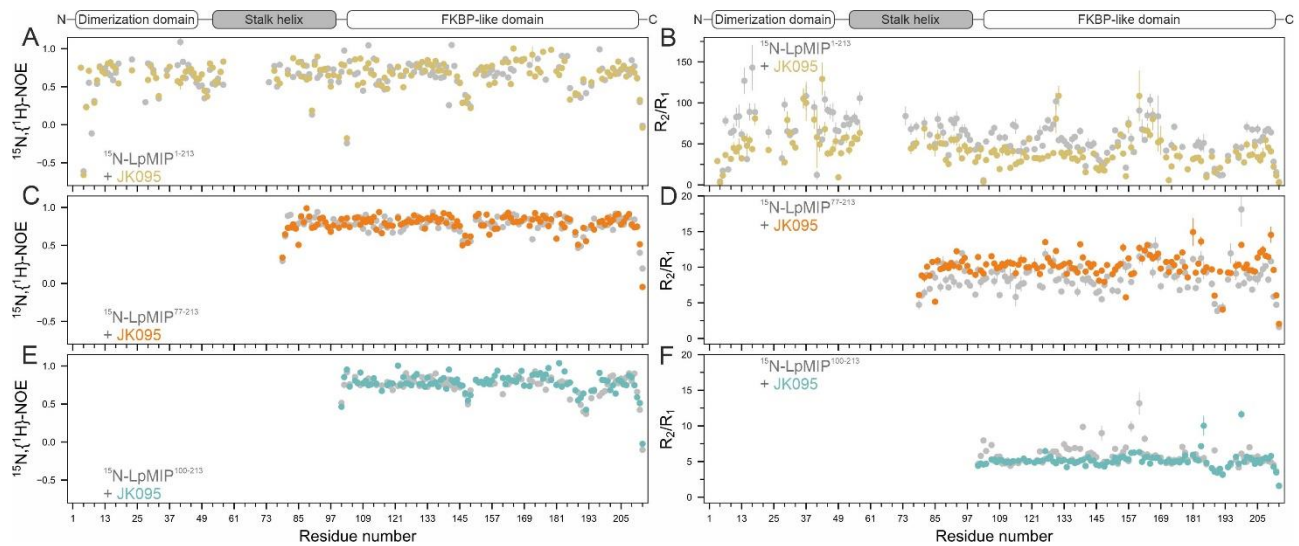 N Dimerization domain Stalk helix FKBP-like domain C
N Dimerization domain Stalk helix FKBP-like domain C
A
¹⁵N,{¹H}-NOE
1.0
0.5
0.0
−0.5
¹⁵N-LpMIP¹⁻²¹³
+ JK095
B
R₂/R₁
150
100
50
0
¹⁵N-LpMIP¹⁻²¹³
+ JK095
C
¹⁵N,{¹H}-NOE
1.0
0.5
0.0
−0.5
¹⁵N-LpMIP⁷⁷⁻²¹³
+ JK095
D
R₂/R₁
20
15
10
5
0
¹⁵N-LpMIP⁷⁷⁻²¹³
+ JK095
E
¹⁵N,{¹H}-NOE
1.0
0.5
0.0
−0.5
¹⁵N-LpMIP¹⁰⁰⁻²¹³
+ JK095
F
R₂/R₁
20
15
10
5
0
¹⁵N-LpMIP¹⁰⁰⁻²¹³
+ JK095
1 13 25 37 49 61 73 85 97 109 121 133 145 157 169 181 193 205
Residue number
1 13 25 37 49 61 73 85 97 109 121 133 145 157 169 181 193 205
Residue number